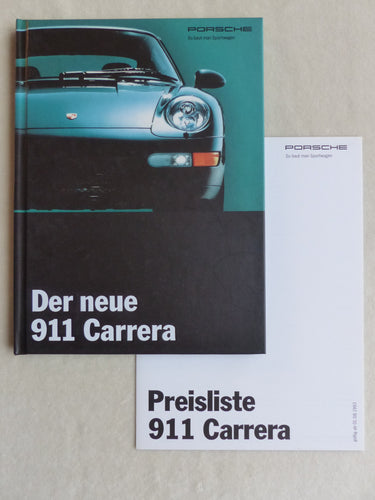 PORSCHE
So baut man Sportwagen
Der neue
911 Carrera
PORSCHE
So baut man Sportwagen
Preisliste
911 Carrera